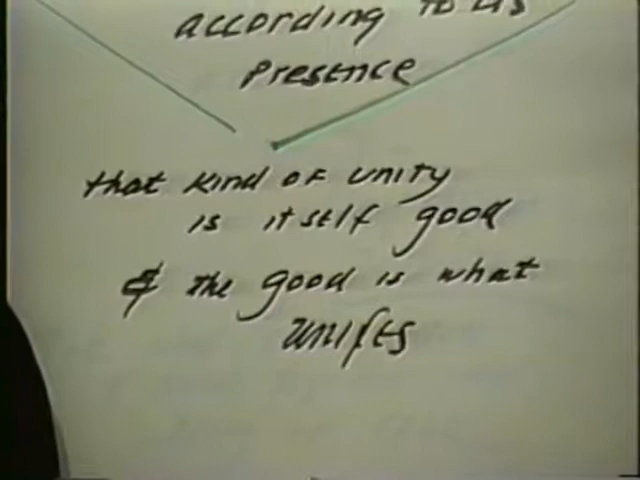 according to its
presence
that kind of unity
is itself good
& the good is what
unifies